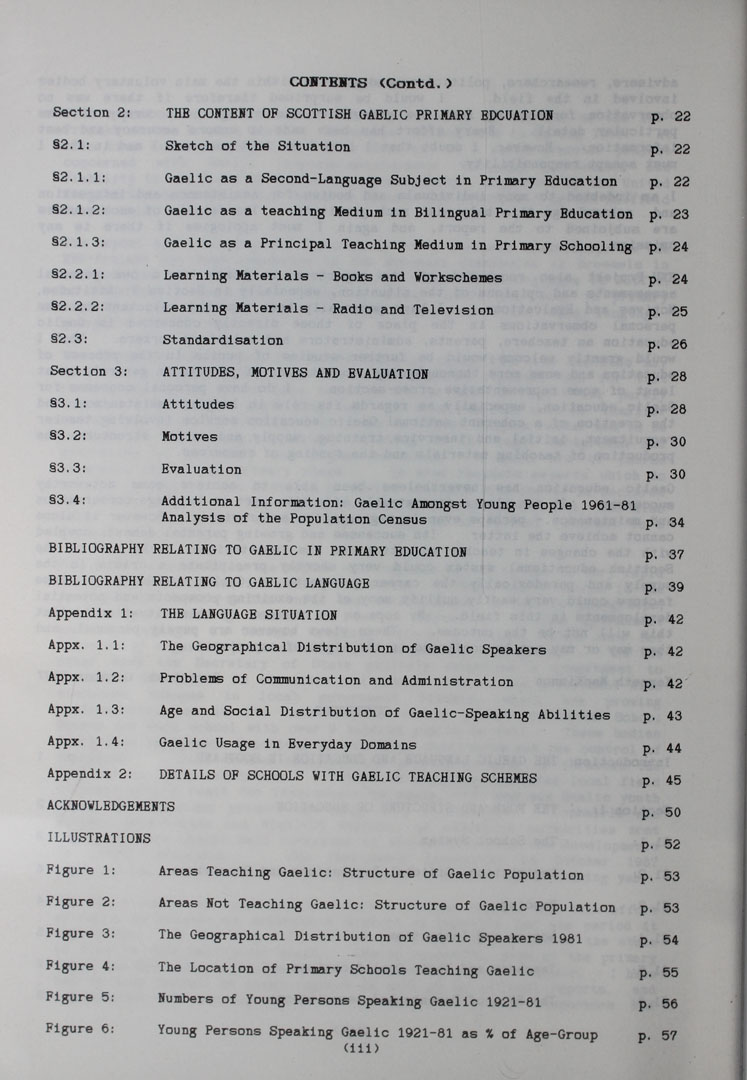 CONTENTS (Contd.)
Section 2: THE CONTENT OF SCOTTISH GAELIC PRIMARY EDCUATION p. 22
§2.1: Sketch of the Situation p. 22
§2.1.1: Gaelic as a Second-Language Subject in Primary Education p. 22
§2.1.2: Gaelic as a teaching Medium in Bilingual Primary Education p. 23
§2.1.3: Gaelic as a Principal Teaching Medium in Primary Schooling p. 24
§2.2.1: Learning Materials - Books and Workschemes p. 24
§2.2.2: Learning Materials - Radio and Television p. 25
§2.3: Standardisation p. 26
Section 3: ATTITUDES, MOTIVES AND EVALUATION p. 28
§3.1: Attitudes p. 28
§3.2: Motives p. 30
§3.3: Evaluation p. 30
§3.4: Additional Information: Gaelic Amongst Young People 1961-81
Analysis of the Population Census p. 34
BIBLIOGRAPHY RELATING TO GAELIC IN PRIMARY EDUCATION p. 37
BIBLIOGRAPHY RELATING TO GAELIC LANGUAGE p. 39
Appendix 1: THE LANGUAGE SITUATION p. 42
Appx. 1.1: The Geographical Distribution of Gaelic Speakers p. 42
Appx. 1.2: Problems of Communication and Administration p. 42
Appx. 1.3: Age and Social Distribution of Gaelic-Speaking Abilities p. 43
Appx. 1.4: Gaelic Usage in Everyday Domains p. 44
Appendix 2: DETAILS OF SCHOOLS WITH GAELIC TEACHING SCHEMES p. 45
ACKNOWLEDGEMENTS p. 50
ILLUSTRATIONS p. 52
Figure 1: Areas Teaching Gaelic: Structure of Gaelic Population p. 53
Figure 2: Areas Not Teaching Gaelic: Structure of Gaelic Population p. 53
Figure 3: The Geographical Distribution of Gaelic Speakers 1981 p. 54
Figure 4: The Location of Primary Schools Teaching Gaelic p. 55
Figure 5: Numbers of Young Persons Speaking Gaelic 1921-81 p. 56
Figure 6: Young Persons Speaking Gaelic 1921-81 as % of Age-Group p. 57
(iii)